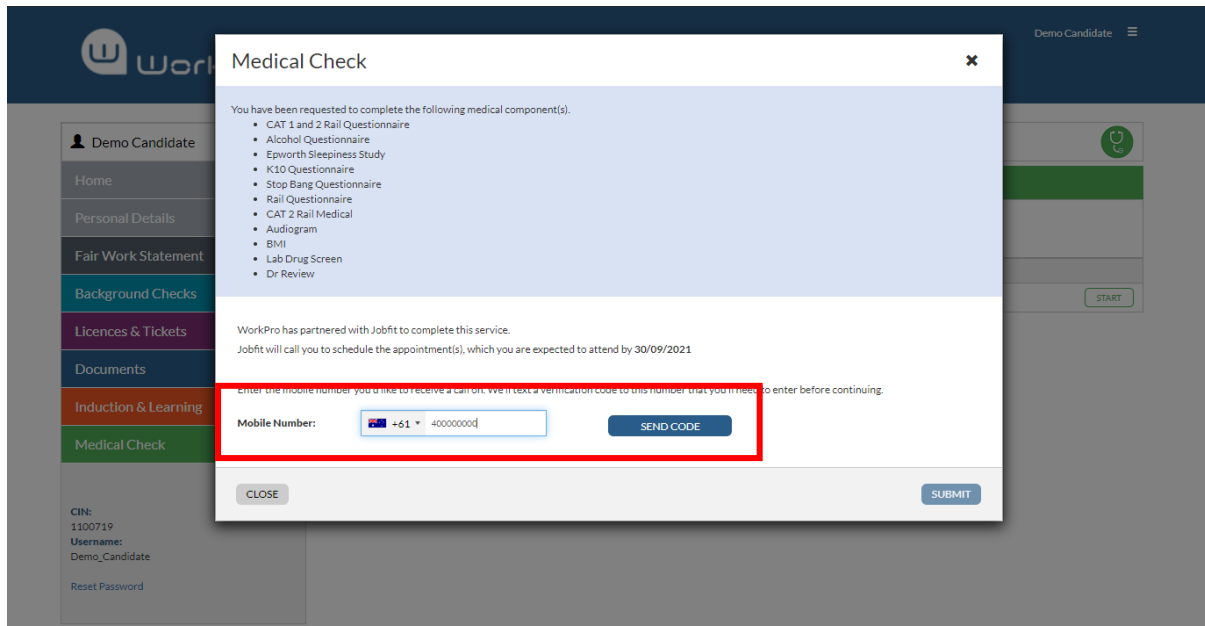 Demo Candidate
Medical Check
You have been requested to complete the following medical component(s).
• CAT 1 and 2 Rail Questionnaire
• Alcohol Questionnaire
• Epworth Sleepiness Study
• K10 Questionnaire
• Stop Bang Questionnaire
• Rail Questionnaire
• CAT 2 Rail Medical
• Audiogram
• BMI
• Lab Drug Screen
• Dr Review
WorkPro has partnered with Jobfit to complete this service.
Jobfit will call you to schedule the appointment(s), which you are expected to attend by 30/09/2021
Enter the mobile number you'd like to receive a call on. We'll text a verification code to this number that you'll need to enter before continuing.
Mobile Number:
+61
400000000
SEND CODE
CLOSE
SUBMIT
Demo Candidate
Home
Personal Details
Fair Work Statement
Background Checks
Licences & Tickets
Documents
Induction & Learning
Medical Check
CIN:
1100719
Username:
Demo_Candidate
Reset Password
START